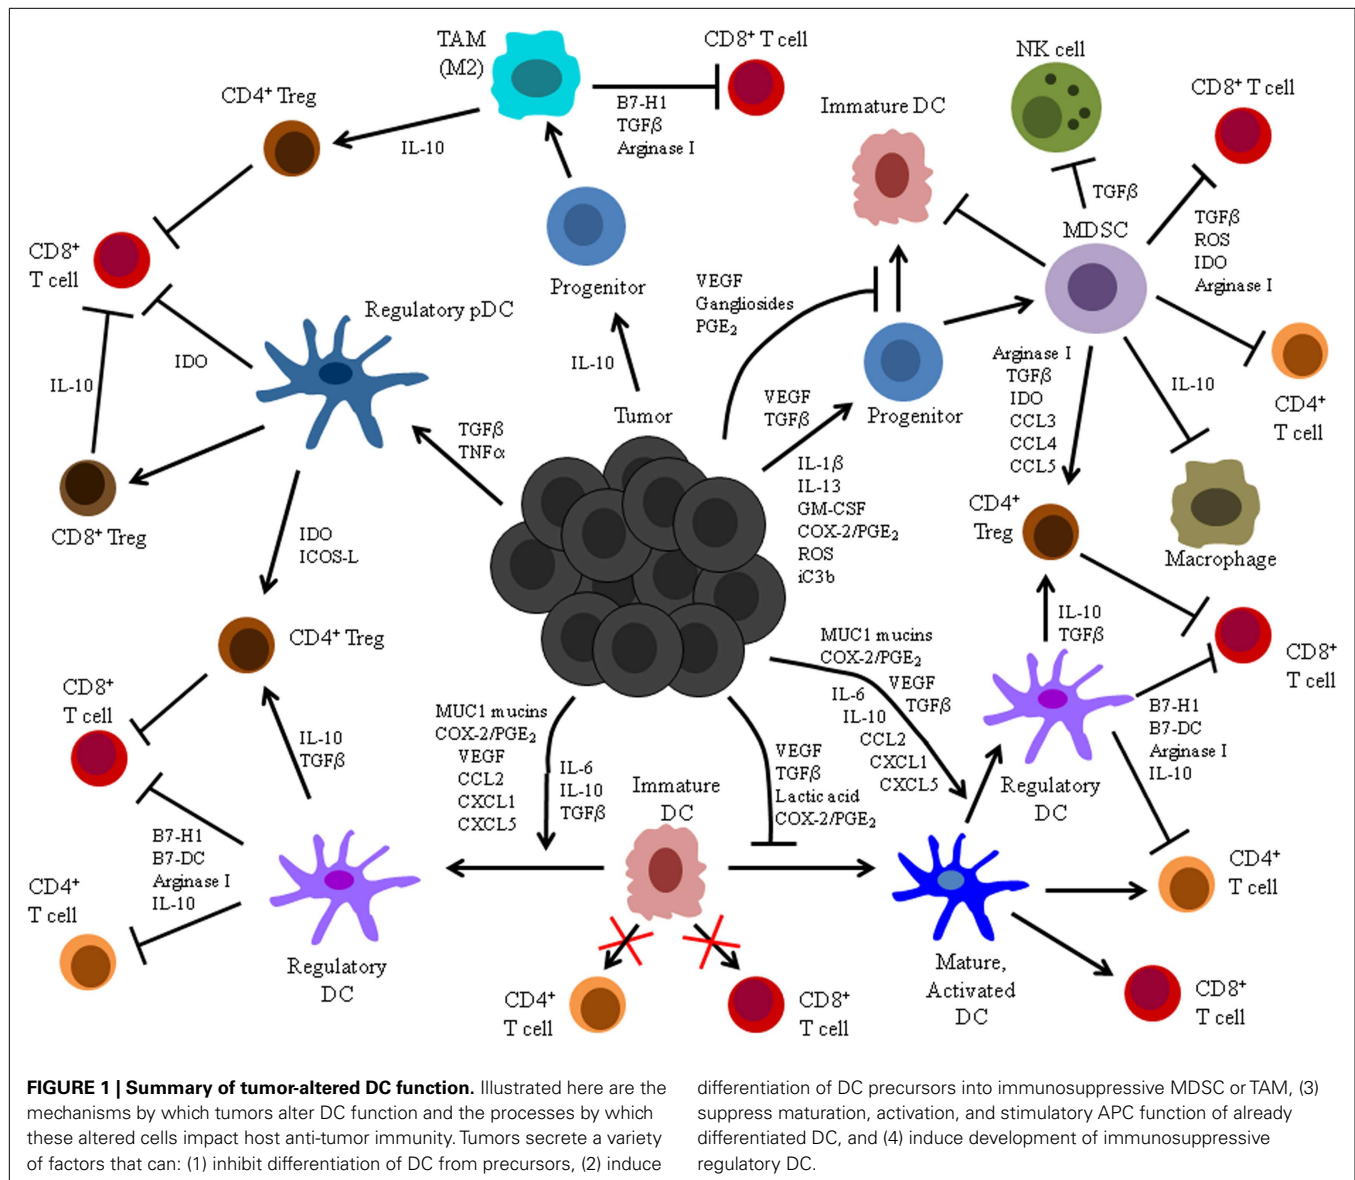 TAM
(M2)
CD8⁺ T cell
B7-H1
TGFβ
Arginase I
CD4⁺ Treg
IL-10
Progenitor
IL-10
Tumor
CD8⁺
T cell
Regulatory pDC
IDO
IL-10
CD8⁺ Treg
TGFβ
TNFα
IDO
ICOS-L
CD4⁺ Treg
CD8⁺
T cell
IL-10
TGFβ
B7-H1
B7-DC
Arginase I
IL-10
CD4⁺
T cell
Regulatory
DC
Immature DC
NK cell
CD8⁺ T cell
TGFβ
MDSC
TGFβ
ROS
IDO
Arginase I
VEGF
Gangliosides
PGE₂
VEGF
TGFβ
Progenitor
IL-1β
IL-13
GM-CSF
COX-2/PGE₂
ROS
iC3b
Arginase I
TGFβ
IDO
CCL3
CCL4
CCL5
IL-10
CD4⁺
T cell
Macrophage
CD4⁺
Treg
IL-10
TGFβ
CD8⁺
T cell
MUC1 mucins
COX-2/PGE₂
VEGF
TGFβ
IL-6
IL-10
CCL2
CXCL1
CXCL5
Regulatory
DC
B7-H1
B7-DC
Arginase I
IL-10
MUC1 mucins
COX-2/PGE₂
VEGF
CCL2
CXCL1
CXCL5
IL-6
IL-10
TGFβ
Immature
DC
VEGF
TGFβ
Lactic acid
COX-2/PGE₂
CD4⁺
T cell
CD8⁺
T cell
Mature,
Activated
DC
CD4⁺
T cell
CD8⁺
T cell
FIGURE 1 | Summary of tumor-altered DC function. Illustrated here are the
mechanisms by which tumors alter DC function and the processes by which
these altered cells impact host anti-tumor immunity. Tumors secrete a variety
of factors that can: (1) inhibit differentiation of DC from precursors, (2) induce
differentiation of DC precursors into immunosuppressive MDSC or TAM, (3)
suppress maturation, activation, and stimulatory APC function of already
differentiated DC, and (4) induce development of immunosuppressive
regulatory DC.